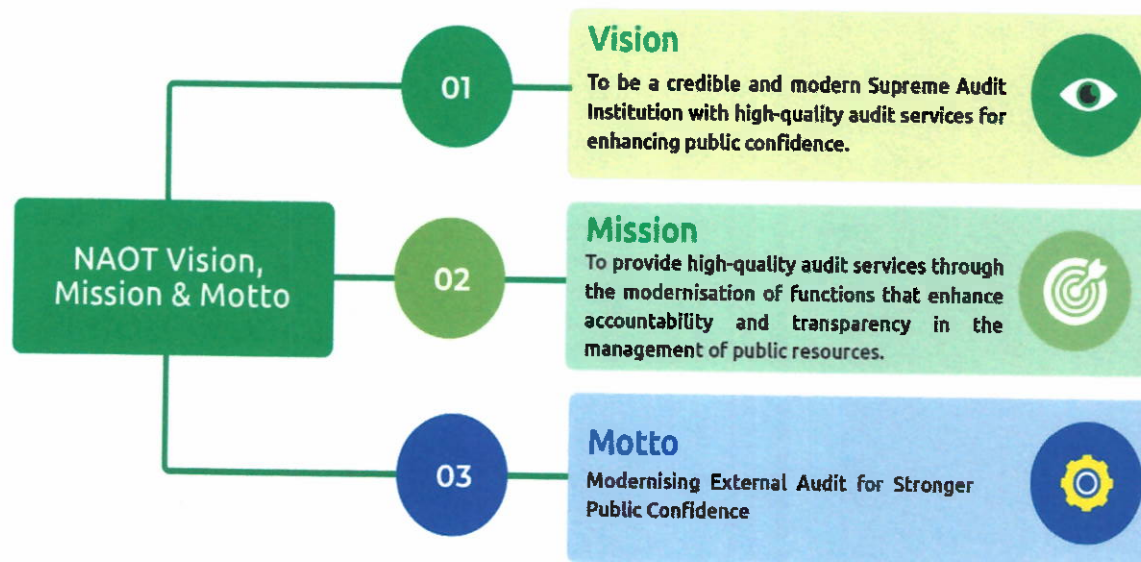 NAOT Vision,
Mission & Motto
01
Vision
To be a credible and modern Supreme Audit
Institution with high-quality audit services for
enhancing public confidence.
02
Mission
To provide high-quality audit services through
the modernisation of functions that enhance
accountability and transparency in the
management of public resources.
03
Motto
Modernising External Audit for Stronger
Public Confidence